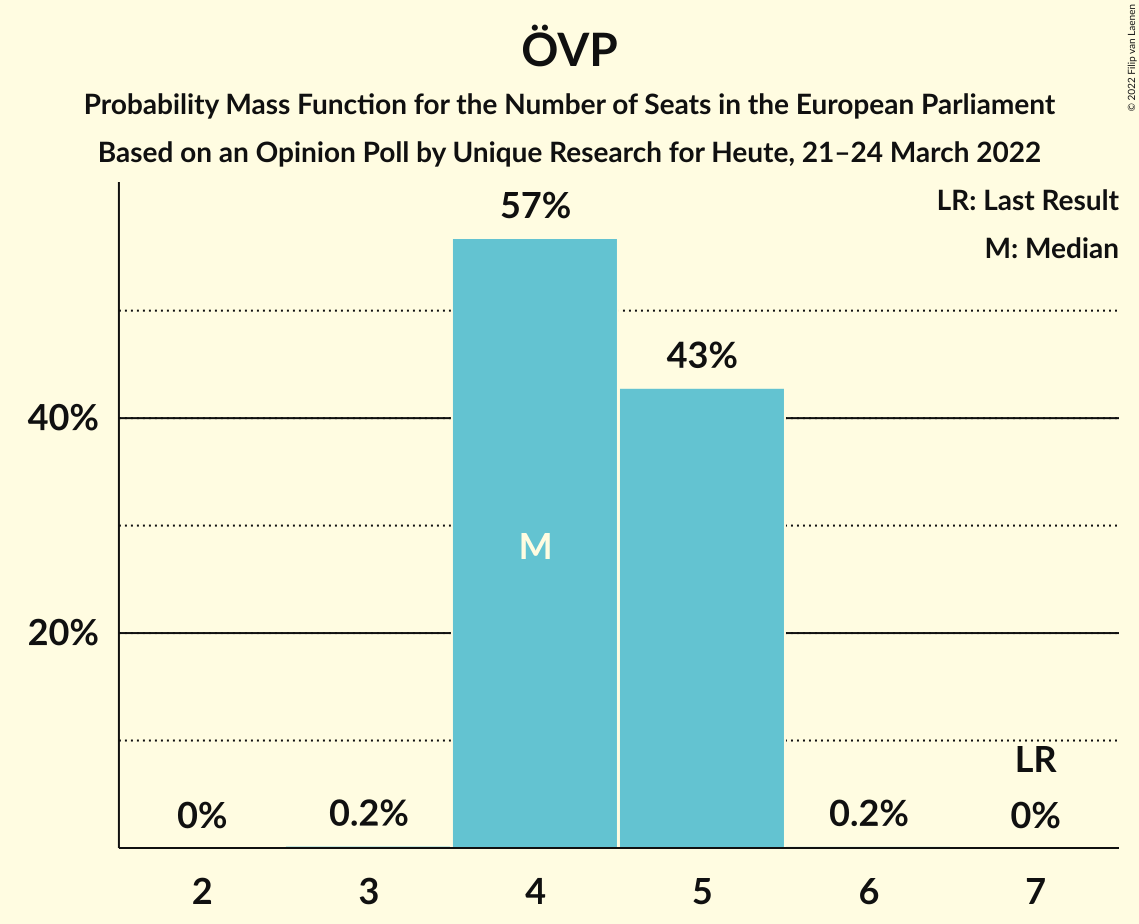 ÖVP
Probability Mass Function for the Number of Seats in the European Parliament
Based on an Opinion Poll by Unique Research for Heute, 21–24 March 2022
© 2022 Filip van Laenen
LR: Last Result
M: Median
57%
43%
40%
M
20%
LR
0%
0.2%
0.2%
0%
2
3
4
5
6
7